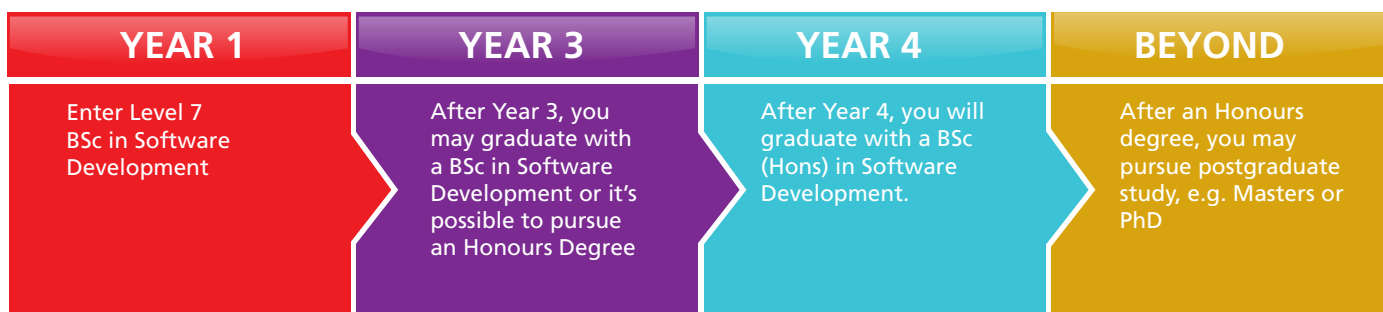 YEAR 1
Enter Level 7
BSc in Software
Development
YEAR 3
After Year 3, you
may graduate with
a BSc in Software
Development or it's
possible to pursue
an Honours Degree
YEAR 4
After Year 4, you will
graduate with a BSc
(Hons) in Software
Development.
BEYOND
After an Honours
degree, you may
pursue postgraduate
study, e.g. Masters or
PhD